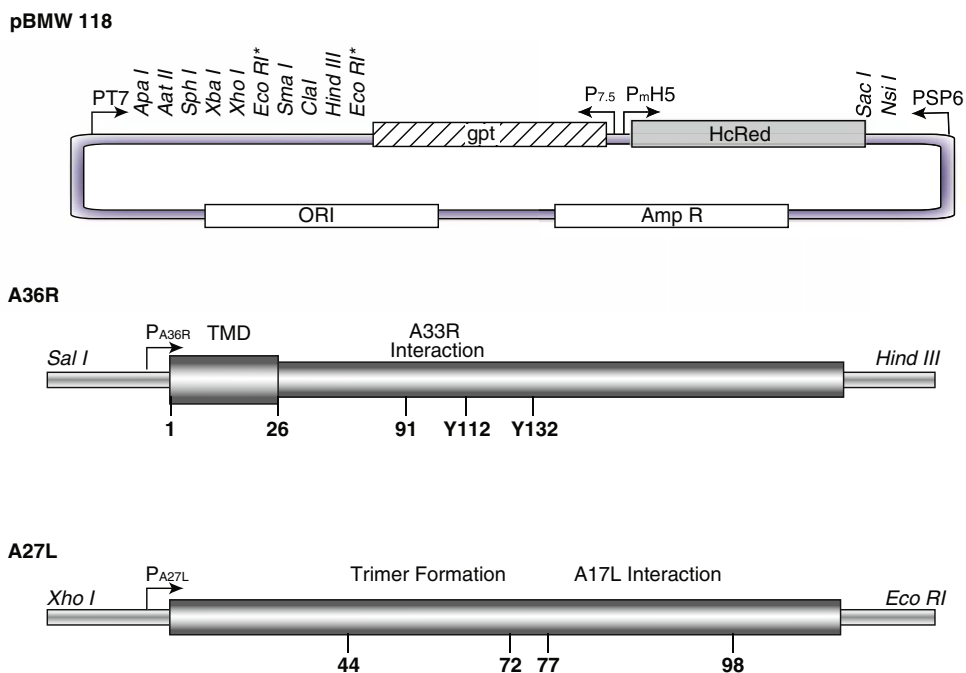 pBMW 118
PT7
Apa I
Aat II
Sph I
Xba I
Xho I
Eco RI*
Sma I
ClaI
Hind III
Eco RI*
P7.5
PmH5
Sac I
Nsi I
PSP6
gpt
HcRed
ORI
Amp R
A36R
PA36R
TMD
A33R
Interaction
Sal I
Hind III
1
26
91
Y112
Y132
A27L
PA27L
Trimer Formation
A17L Interaction
Xho I
Eco RI
44
72
77
98